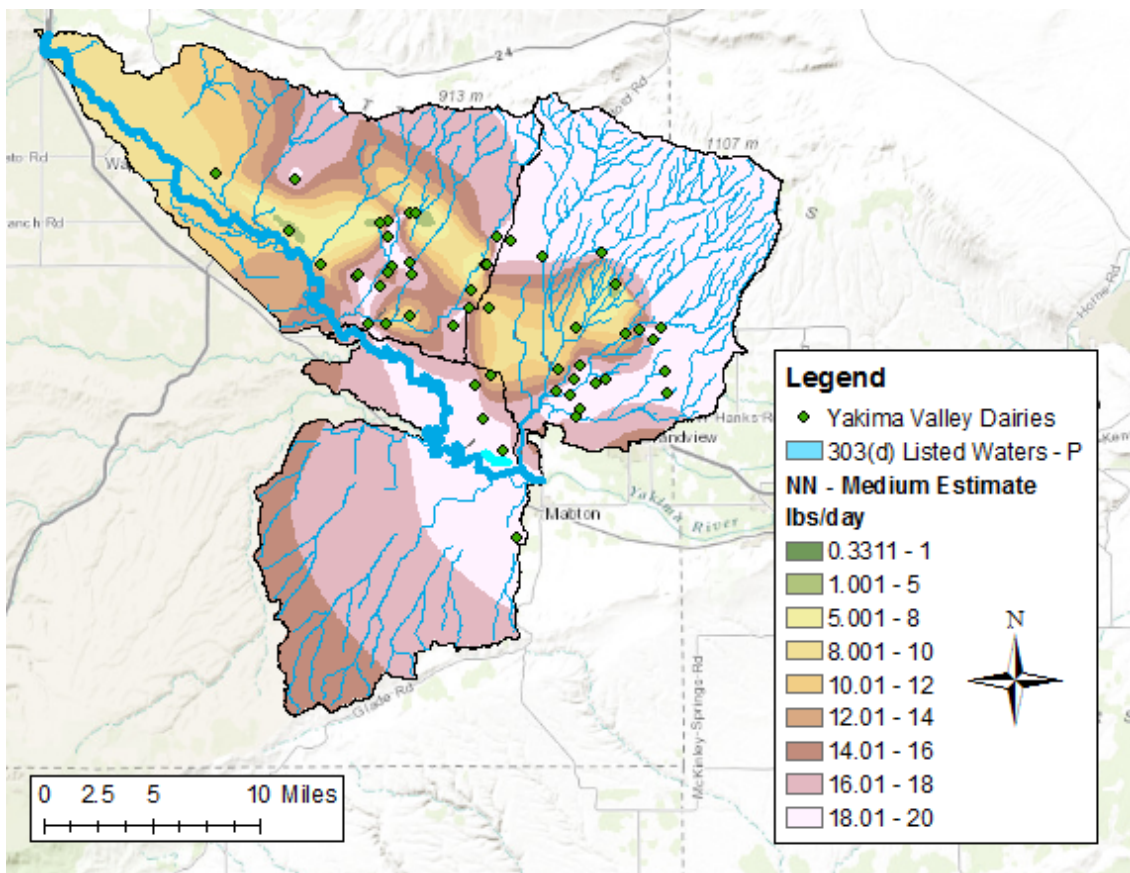 24
913 m
1107 m
Horne Rd
Legend
Yakima Valley Dairies
303(d) Listed Waters - P
NN - Medium Estimate
lbs/day
0.3311 - 1
1.001 - 5
5.001 - 8
8.001 - 10
10.01 - 12
12.01 - 14
14.01 - 16
16.01 - 18
18.01 - 20
N
Mabton
Yakima River
Glade Rd
McKinley-Springs-Rd
0 2.5 5 10 Miles